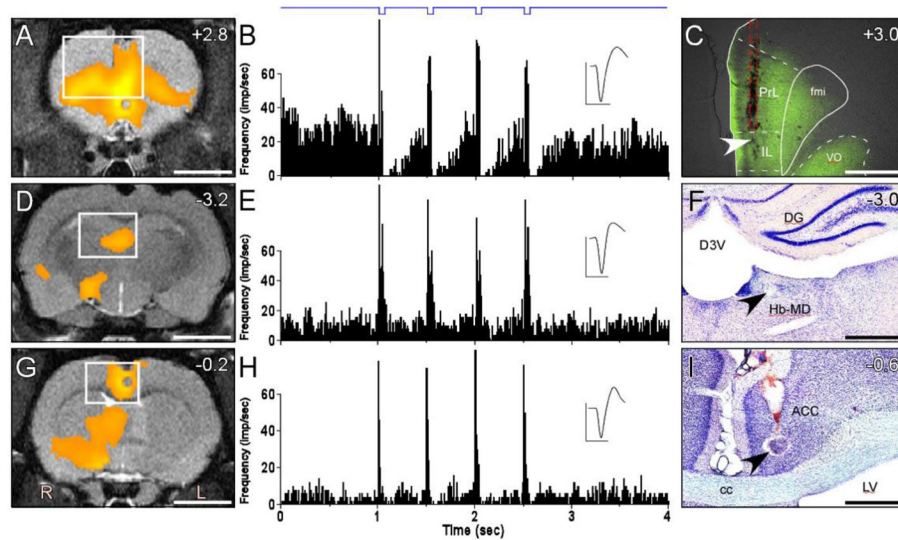 A
+2.8
B
Frequency (imp/sec)
60
40
20
0
C
+3.0
PrL
fmi
IL
VO
D
-3.2
E
Frequency (imp/sec)
60
40
20
0
F
-3.0
DG
D3V
Hb-MD
G
-0.2
R
L
H
Frequency (imp/sec)
60
40
20
0
0 1 2 3 4
Time (sec)
I
-0.6
ACC
cc
LV